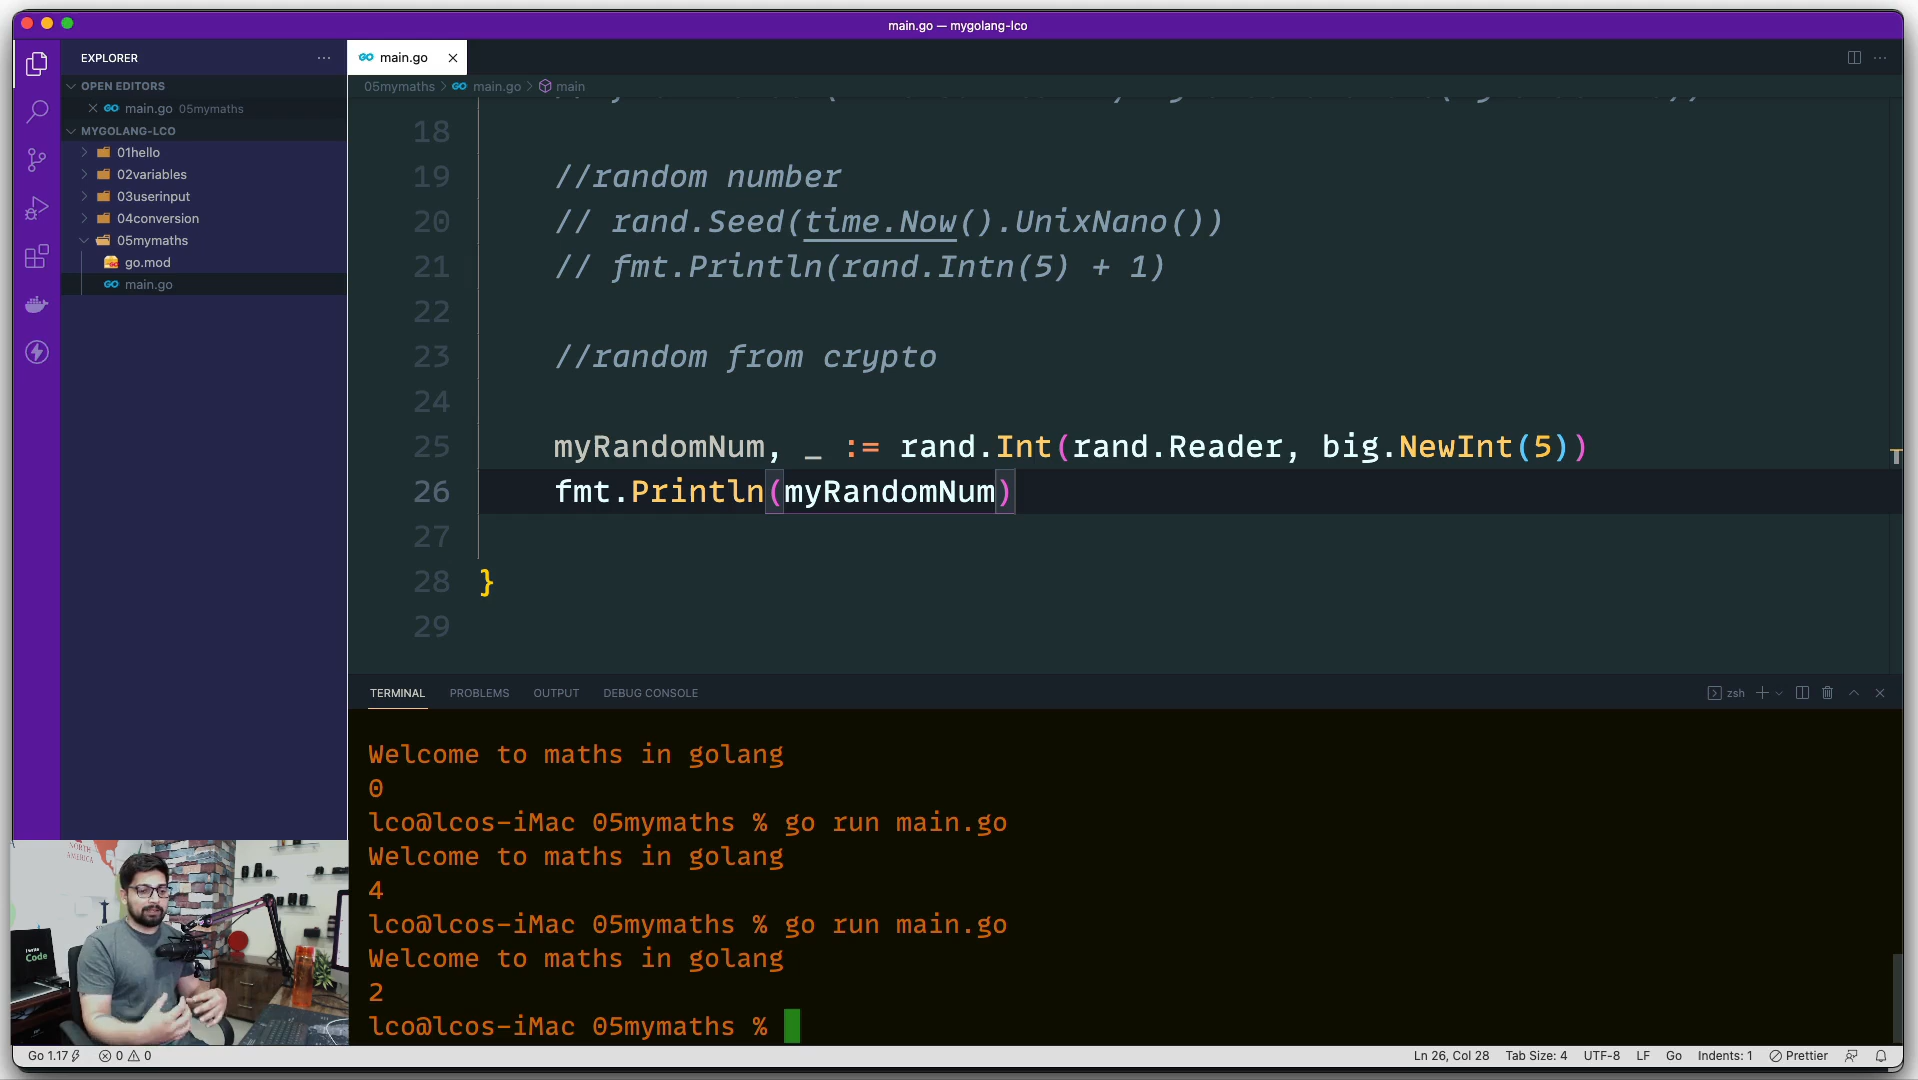 main.go — mygolang-lco
EXPLORER
OPEN EDITORS
main.go 05mymaths
MYGOLANG-LCO
01hello
02variables
03userinput
04conversion
05mymaths
go.mod
main.go
main.go
05mymaths > main.go > main
18
19 //random number
20 // rand.Seed(time.Now().UnixNano())
21 // fmt.Println(rand.Intn(5) + 1)
22
23 //random from crypto
24
25 myRandomNum, _ := rand.Int(rand.Reader, big.NewInt(5))
26 fmt.Println(myRandomNum)
27
28 }
29
TERMINAL PROBLEMS OUTPUT DEBUG CONSOLE
zsh
Welcome to maths in golang
0
lco@lcos-iMac 05mymaths % go run main.go
Welcome to maths in golang
4
lco@lcos-iMac 05mymaths % go run main.go
Welcome to maths in golang
2
lco@lcos-iMac 05mymaths %
NORTH
AMERICA
I write
Code
Go 1.17 0 0
Ln 26, Col 28 Tab Size: 4 UTF-8 LF Go Indents: 1 Prettier